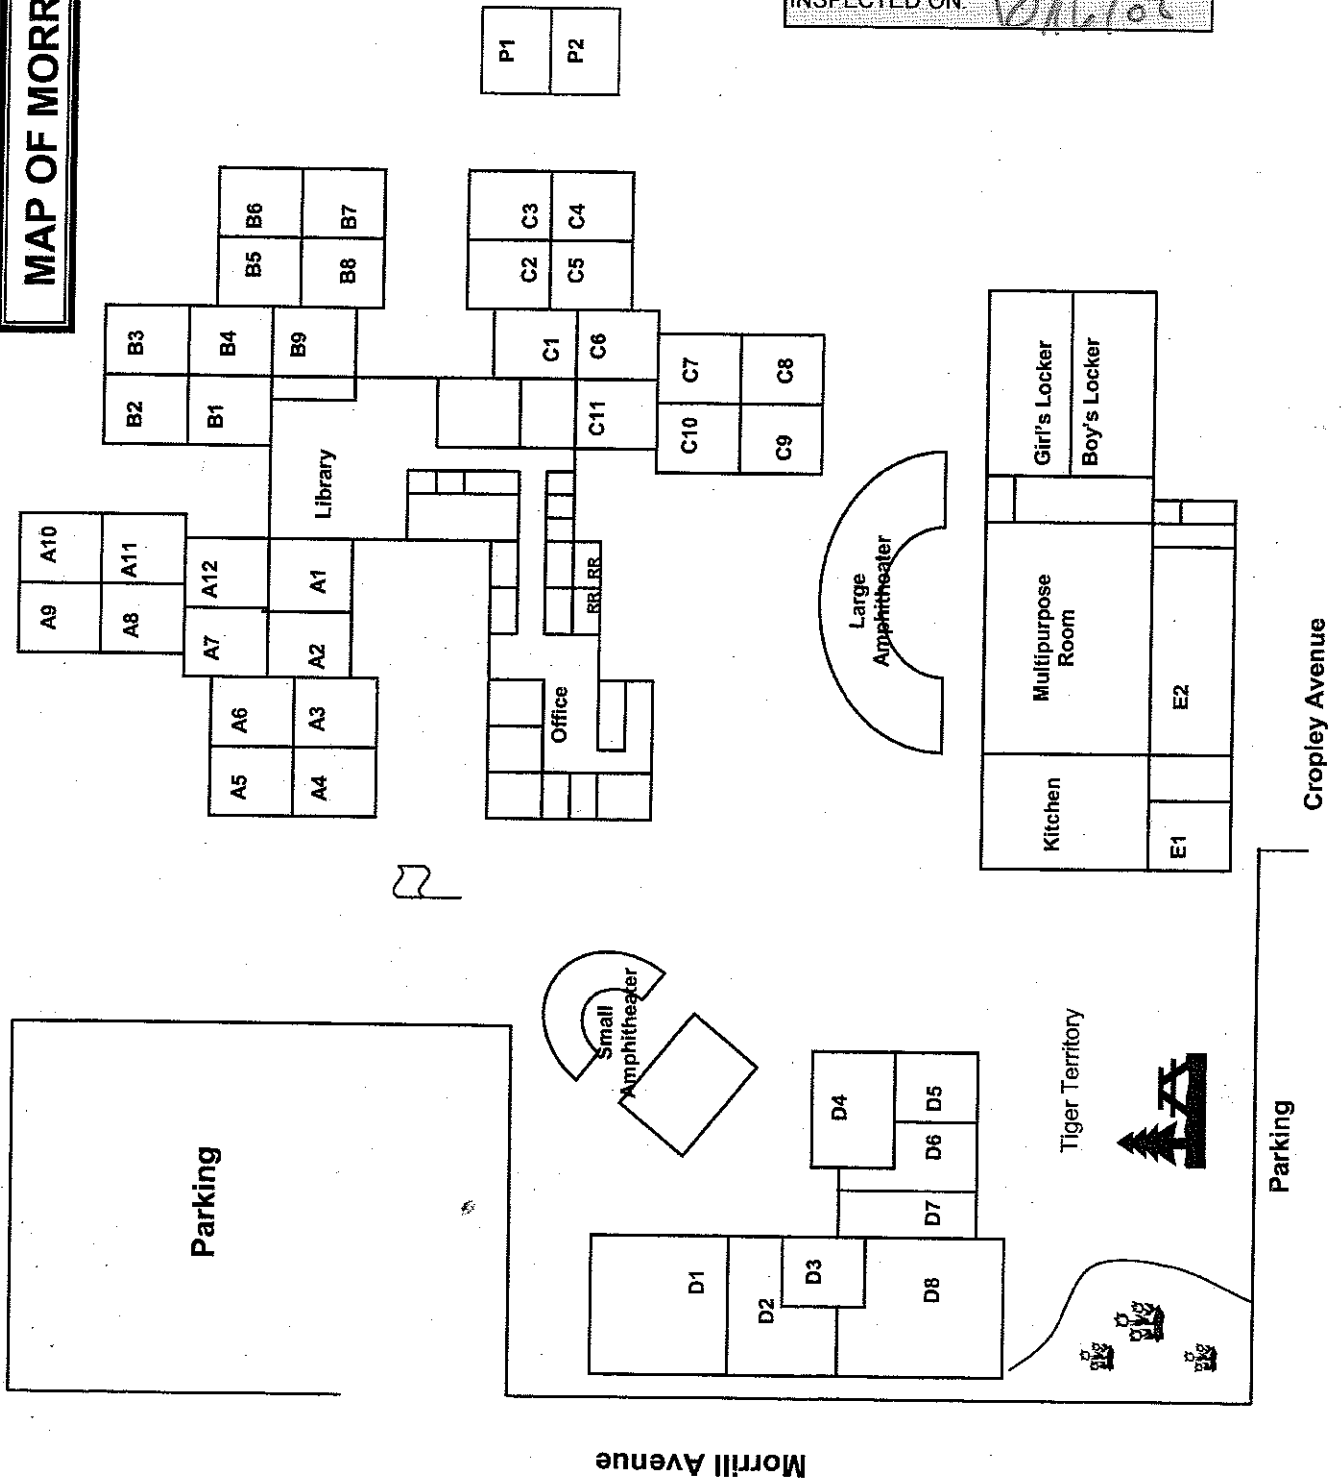 MAP OF MORR
INSPECTED ON:
P1
P2
B6
B7
B5
B8
B3
B4
B9
B2
B1
C3
C4
C2
C5
C1
C6
C7
C8
C11
C10
C9
Library
A10
A11
A9
A8
A12
A1
A7
A2
A6
A3
A5
A4
RR
RR
Office
Large
Amphitheater
Girl's Locker
Boy's Locker
Multipurpose
Room
E2
Kitchen
E1
Cropley Avenue
Small
Amphitheater
Parking
D4
D5
D6
D7
D1
D2
D3
D8
Tiger Territory
Parking
Morrill Avenue